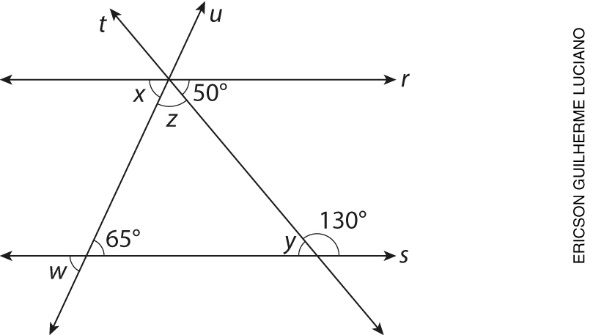 t
u
r
x
50°
z
130°
65°
y
s
w
ERICSON GUILHERME LUCIANO